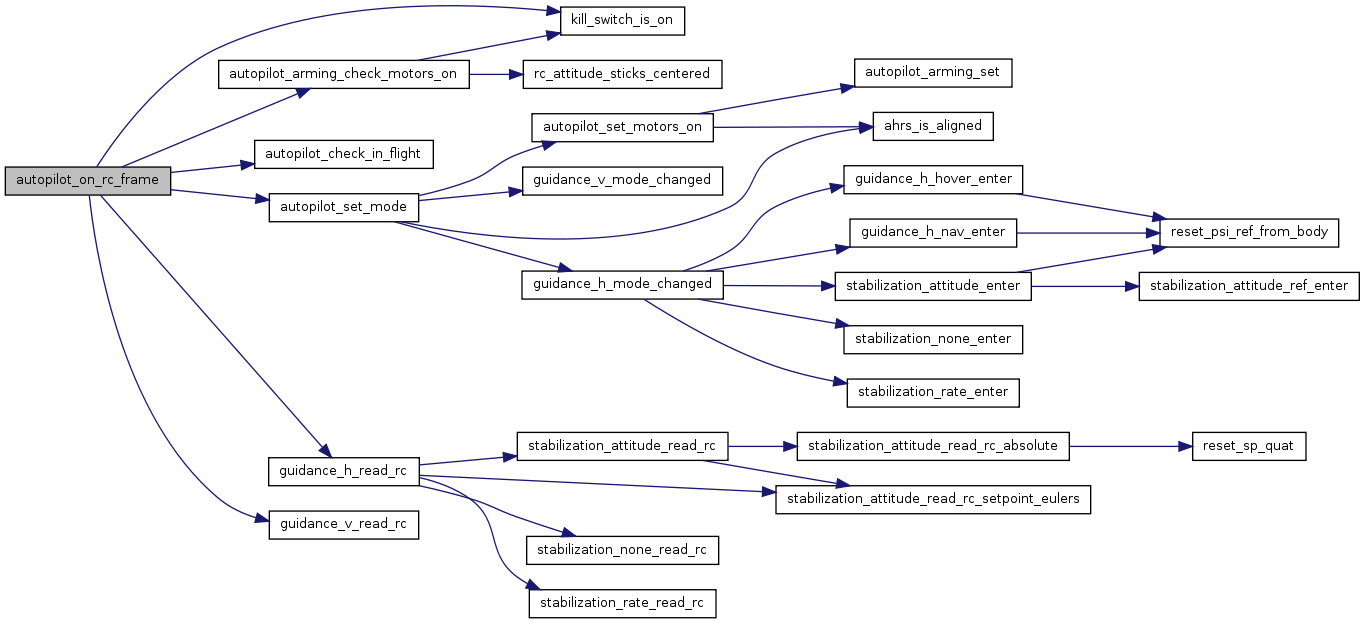 kill_switch_is_on
autopilot_arming_check_motors_on
rc_attitude_sticks_centered
autopilot_arming_set
autopilot_set_motors_on
ahrs_is_aligned
autopilot_check_in_flight
autopilot_on_rc_frame
guidance_v_mode_changed
guidance_h_hover_enter
autopilot_set_mode
guidance_h_nav_enter
reset_psi_ref_from_body
guidance_h_mode_changed
stabilization_attitude_enter
stabilization_attitude_ref_enter
stabilization_none_enter
stabilization_rate_enter
stabilization_attitude_read_rc
stabilization_attitude_read_rc_absolute
reset_sp_quat
guidance_h_read_rc
stabilization_attitude_read_rc_setpoint_eulers
guidance_v_read_rc
stabilization_none_read_rc
stabilization_rate_read_rc